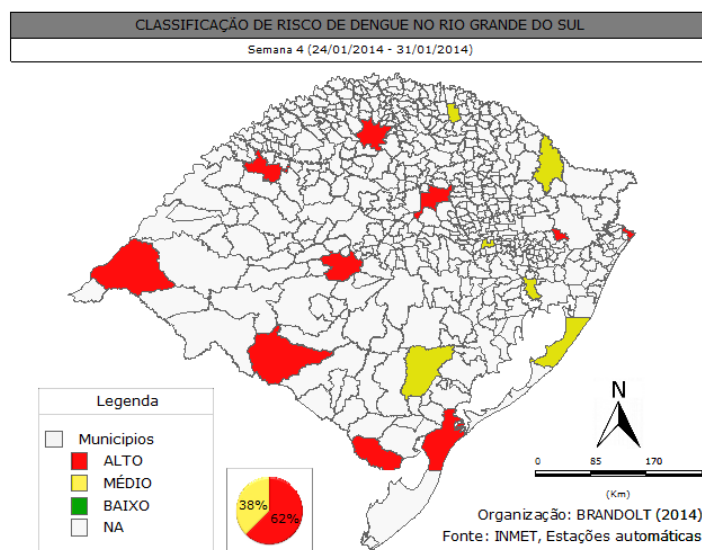 CLASSIFICAÇÃO DE RISCO DE DENGUE NO RIO GRANDE DO SUL
Semana 4 (24/01/2014 - 31/01/2014)
Legenda
Municipios
ALTO
MÉDIO
BAIXO
NA
38%
62%
N
0 85 170
(Km)
Organização: BRANDOLT (2014)
Fonte: INMET, Estações automáticas